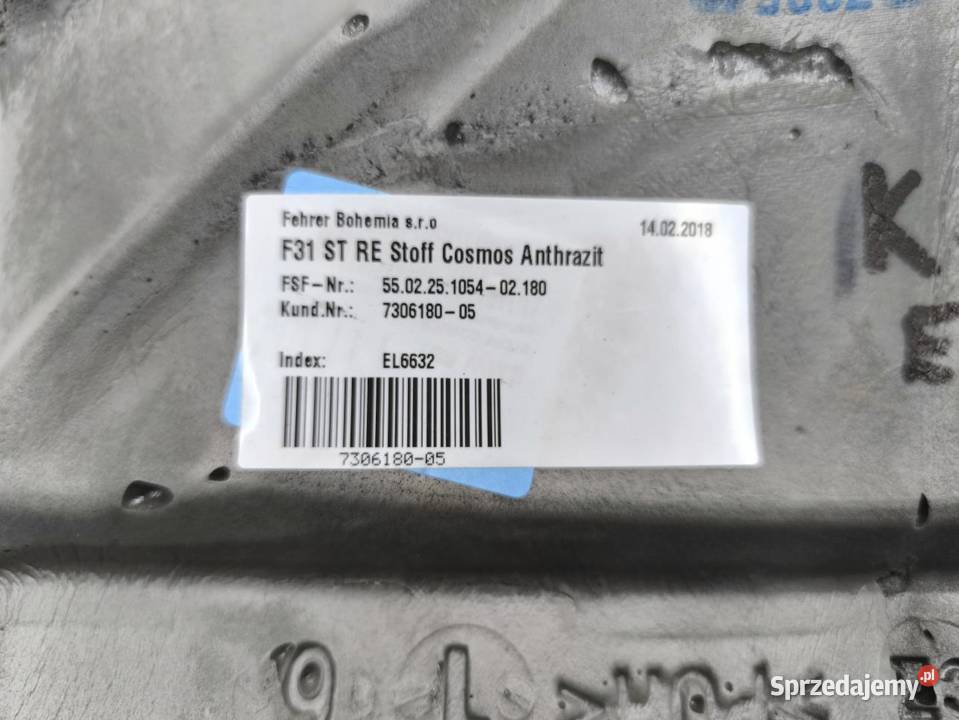 Fehrer Bohemia s.r.o 14.02.2018
F31 ST RE Stoff Cosmos Anthrazit
FSF-Nr.: 55.02.25.1054-02.180
Kund.Nr.: 7306180-05
Index: EL6632
7306180-05
K
E
Sprzedajemy.pl